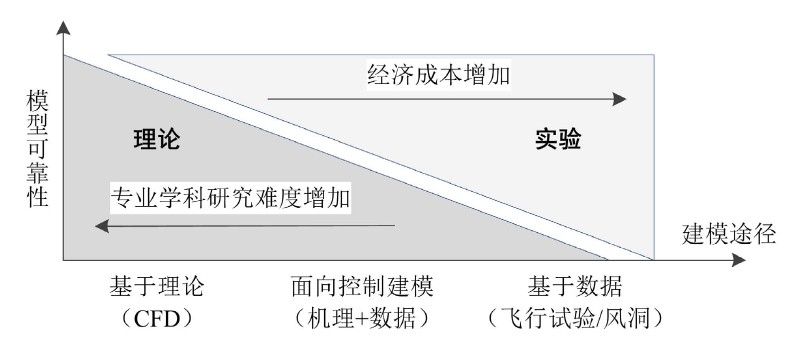 经济成本增加
模型可靠性
理论
实验
专业学科研究难度增加
建模途径
基于理论
（CFD）
面向控制建模
（机理+数据）
基于数据
（飞行试验/风洞）